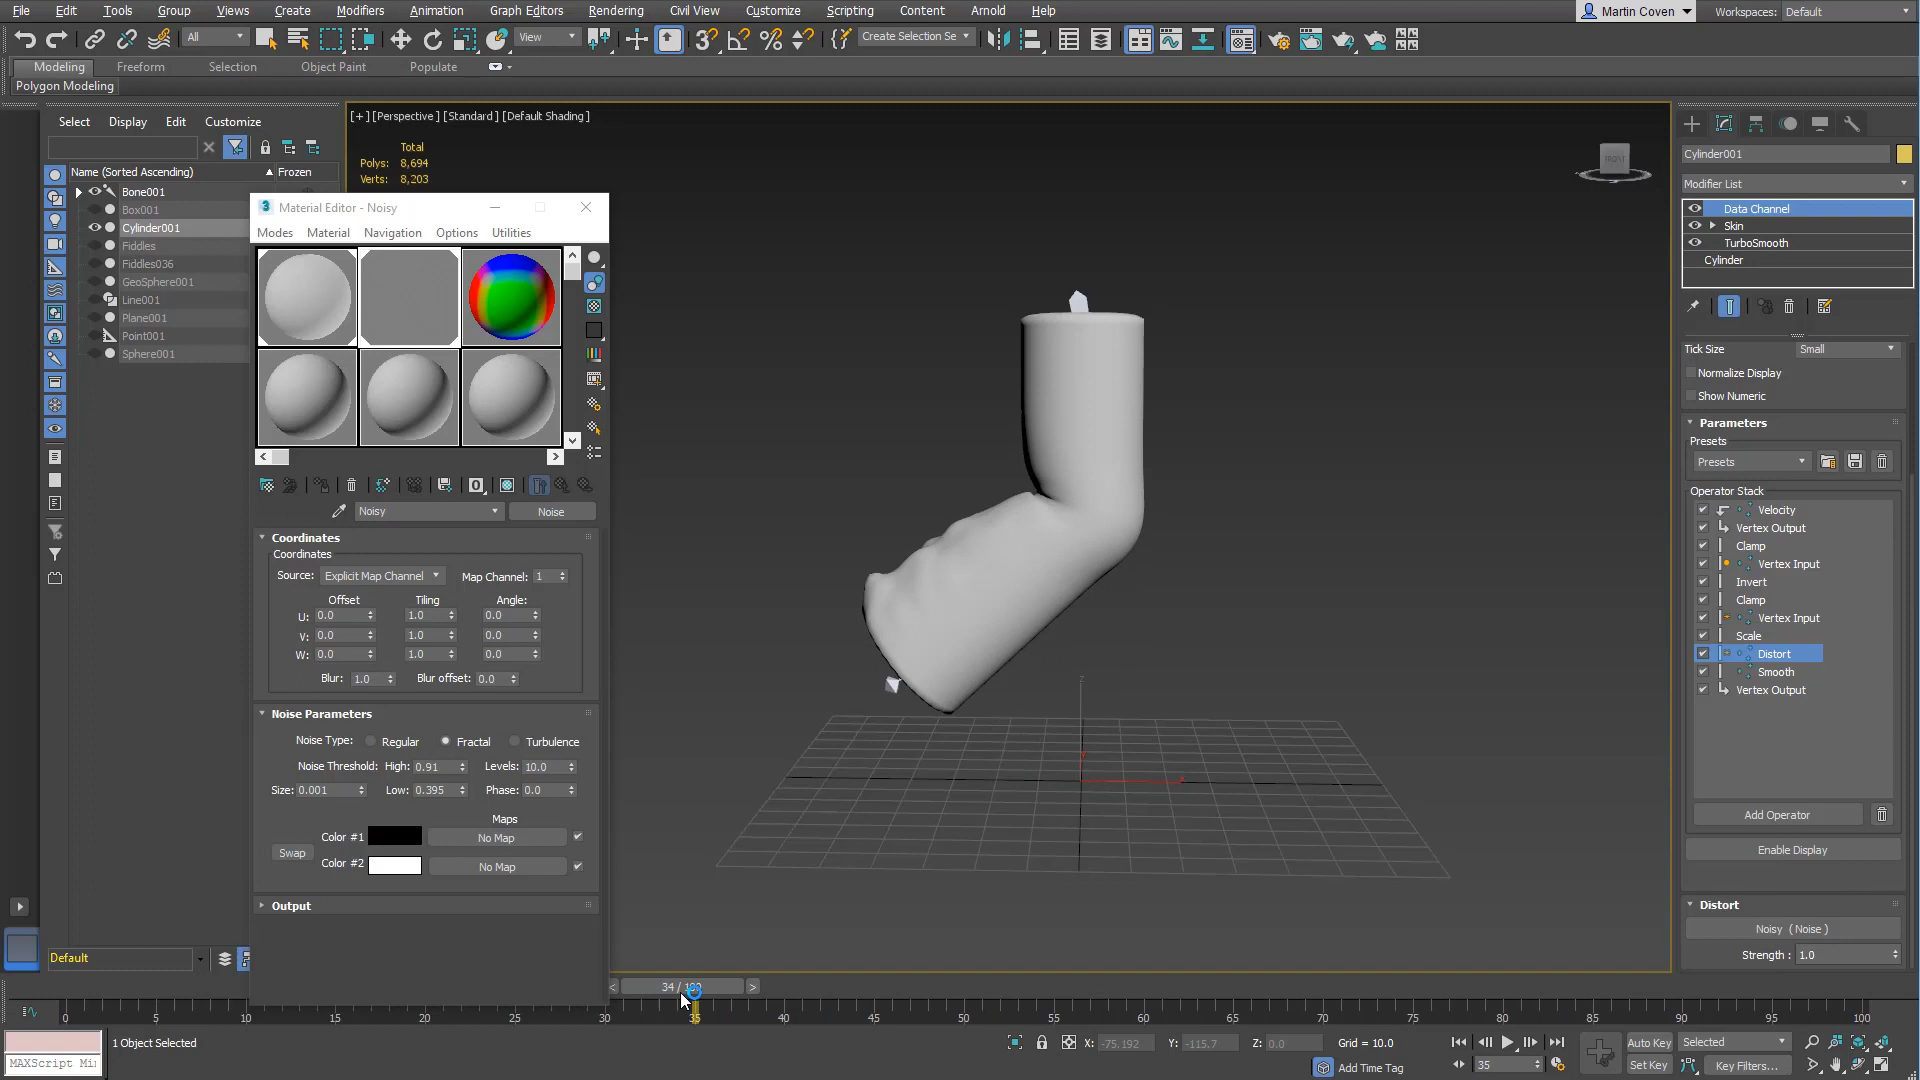 File Edit Tools Group Views Create Modifiers Animation Graph Editors Rendering Civil View Customize Scripting Content Arnold Help
Martin Coven Workspaces: Default
All View Create Selection Se
Modeling Freeform Selection Object Paint Populate
Polygon Modeling
Select Display Edit Customize
Name (Sorted Ascending) Frozen
Bone001
Box001
Cylinder001
Fiddles
Fiddles036
GeoSphere001
Line001
Plane001
Point001
Sphere001
Default
[+] [Perspective ] [Standard ] [Default Shading ]
Total
Polys: 8,694
Verts: 8,203
FRONT
Material Editor - Noisy
Modes Material Navigation Options Utilities
Noisy Noise
Coordinates
Coordinates
Source: Explicit Map Channel Map Channel: 1
Offset Tiling Angle:
U: 0.0 1.0 0.0
V: 0.0 1.0 0.0
W: 0.0 1.0 0.0
Blur: 1.0 Blur offset: 0.0
Noise Parameters
Noise Type: Regular Fractal Turbulence
Noise Threshold: High: 0.91 Levels: 10.0
Size: 0.001 Low: 0.395 Phase: 0.0
Maps
Color #1 No Map
Swap
Color #2 No Map
Output
Cylinder001
Modifier List
Data Channel
Skin
TurboSmooth
Cylinder
Tick Size Small
Normalize Display
Show Numeric
Parameters
Presets
Presets
Operator Stack
Velocity
Vertex Output
Clamp
Vertex Input
Invert
Clamp
Vertex Input
Scale
Distort
Smooth
Vertex Output
Add Operator
Enable Display
Distort
Noisy ( Noise )
Strength : 1.0
z
x
< 34 / >
0 5 10 15 20 25 30 35 40 45 50 55 60 65 70 75 80 85 90 95 100
1 Object Selected X: -75.192 Y: -115.7 Z: 0.0 Grid = 10.0 Auto Key Selected
MAXScript Mi Add Time Tag 35 Set Key Key Filters...